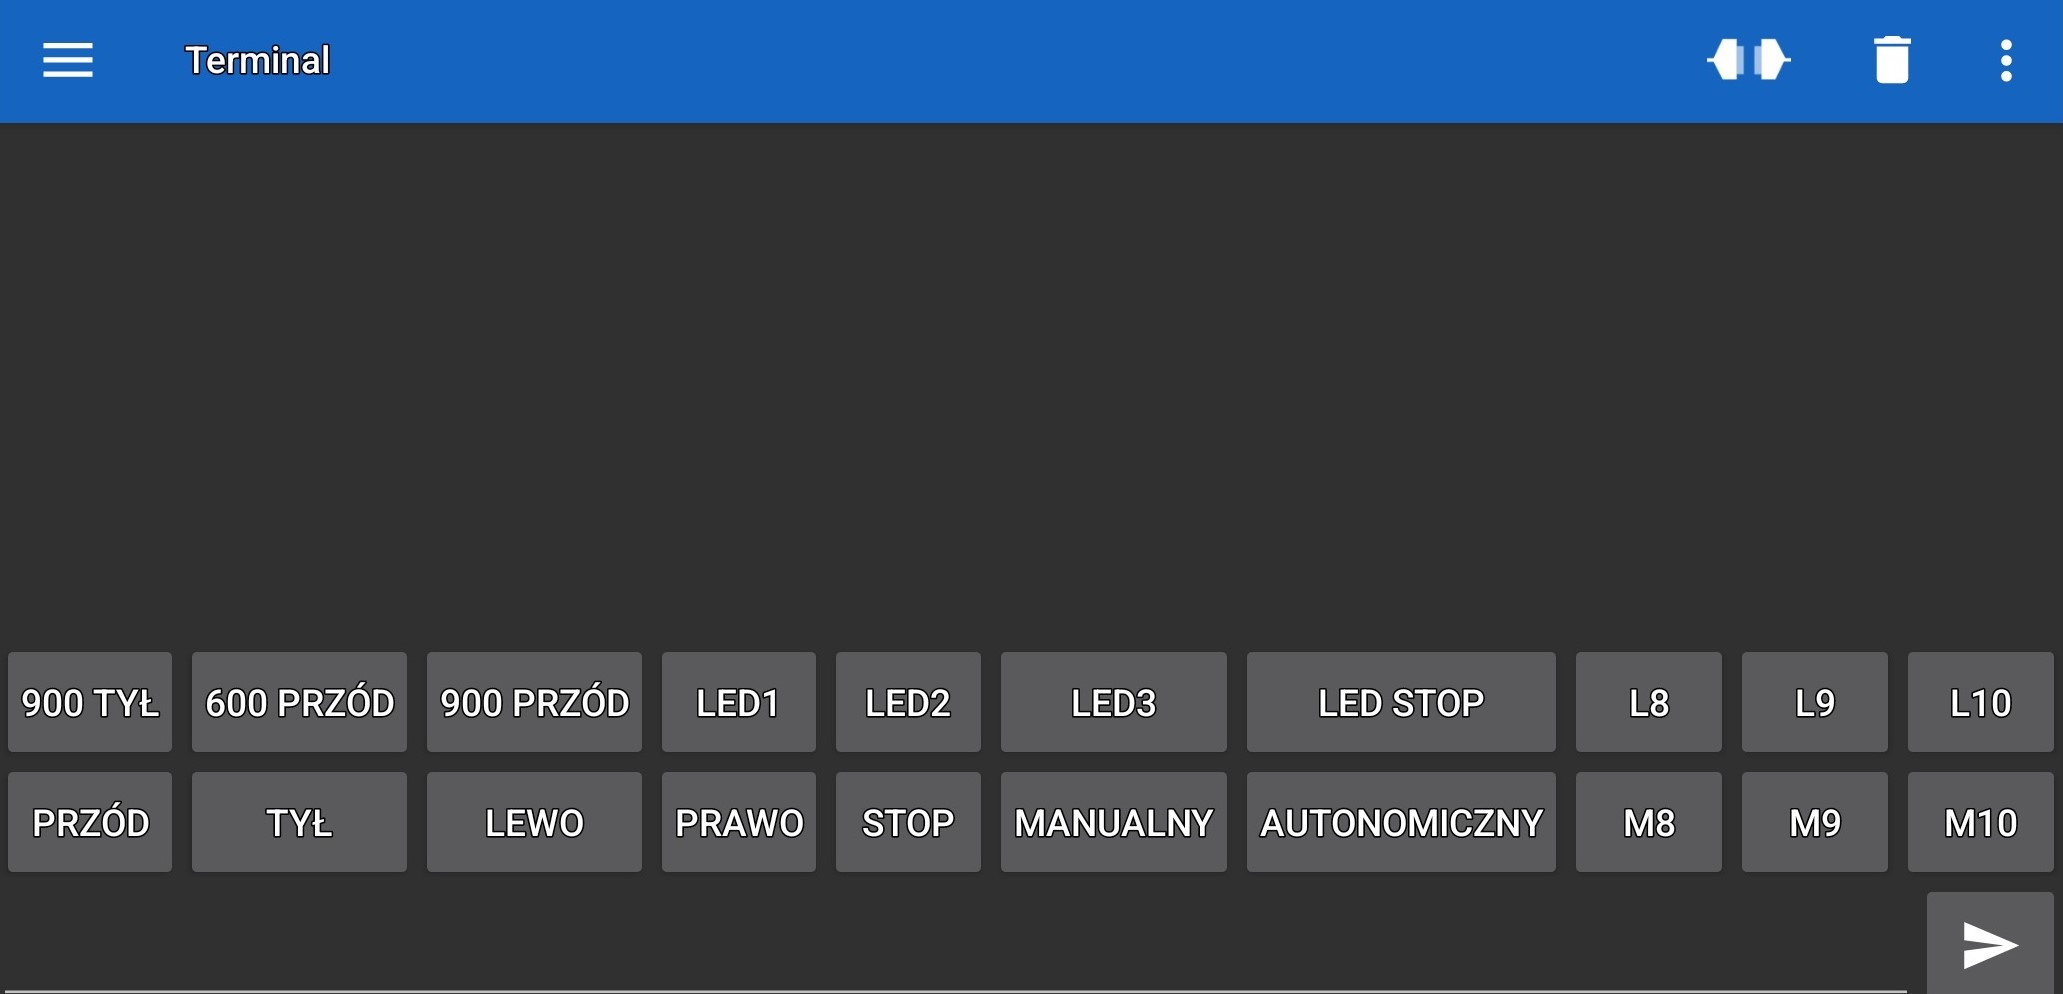 Terminal
900 TYŁ 600 PRZÓD 900 PRZÓD LED1 LED2 LED3 LED STOP L8 L9 L10
PRZÓD TYŁ LEWO PRAWO STOP MANUALNY AUTONOMICZNY M8 M9 M10